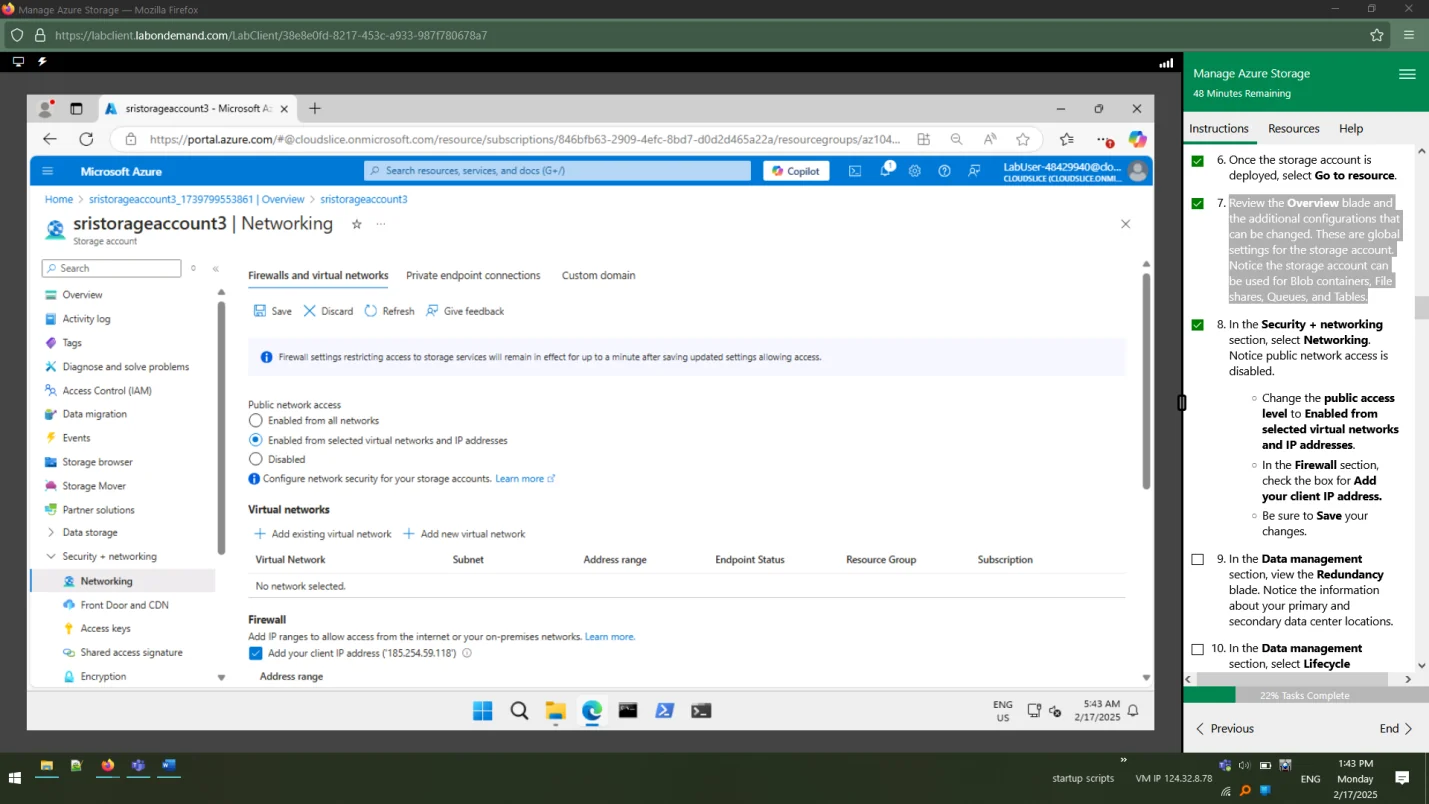 Manage Azure Storage — Mozilla Firefox
https://labclient.labondemand.com/LabClient/38e8e0fd-8217-453c-a933-987f780678a7
sristorageaccount3 - Microsoft Az
https://portal.azure.com/#@cloudslice.onmicrosoft.com/resource/subscriptions/846bfb63-2909-4efc-8bd7-d0d2d465a22a/resourcegroups/az104...
Microsoft Azure
Search resources, services, and docs (G+/)
Copilot
1
LabUser-48429940@clo...
CLOUDSLICE (CLOUDSLICE.ONMI...
Home > sristorageaccount3_1739799553861 | Overview > sristorageaccount3
sristorageaccount3 | Networking
Storage account
Search
Overview
Activity log
Tags
Diagnose and solve problems
Access Control (IAM)
Data migration
Events
Storage browser
Storage Mover
Partner solutions
Data storage
Security + networking
Networking
Front Door and CDN
Access keys
Shared access signature
Encryption
Firewalls and virtual networks
Private endpoint connections
Custom domain
Save
Discard
Refresh
Give feedback
Firewall settings restricting access to storage services will remain in effect for up to a minute after saving updated settings allowing access.
Public network access
Enabled from all networks
Enabled from selected virtual networks and IP addresses
Disabled
Configure network security for your storage accounts. Learn more
Virtual networks
Add existing virtual network
Add new virtual network
Virtual Network Subnet Address range Endpoint Status Resource Group Subscription
No network selected.
Firewall
Add IP ranges to allow access from the internet or your on-premises networks. Learn more.
Add your client IP address ('185.254.59.118')
Address range
ENG
US
5:43 AM
2/17/2025
Manage Azure Storage
48 Minutes Remaining
Instructions
Resources
Help
6. Once the storage account is
deployed, select Go to resource.
7. Review the Overview blade and
the additional configurations that
can be changed. These are global
settings for the storage account.
Notice the storage account can
be used for Blob containers, File
shares, Queues, and Tables.
8. In the Security + networking
section, select Networking.
Notice public network access is
disabled.
Change the public access
level to Enabled from
selected virtual networks
and IP addresses.
In the Firewall section,
check the box for Add
your client IP address.
Be sure to Save your
changes.
9. In the Data management
section, view the Redundancy
blade. Notice the information
about your primary and
secondary data center locations.
10. In the Data management
section, select Lifecycle
22% Tasks Complete
Previous
End
startup scripts
VM IP 124.32.8.78
ENG
1:43 PM
Monday
2/17/2025